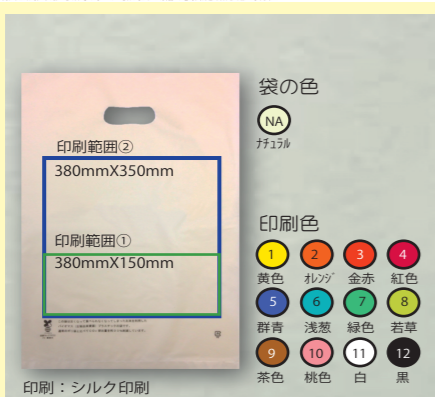 袋の色
NA
ﾅﾁｭﾗﾙ
印刷範囲②
380mmX350mm
印刷範囲①
380mmX150mm
印刷色
1 2 3 4
黄色 ｵﾚﾝｼﾞ 金赤 紅色
5 6 7 8
群青 浅葱 緑色 若草
9 10 11 12
茶色 桃色 白 黒
印刷：シルク印刷